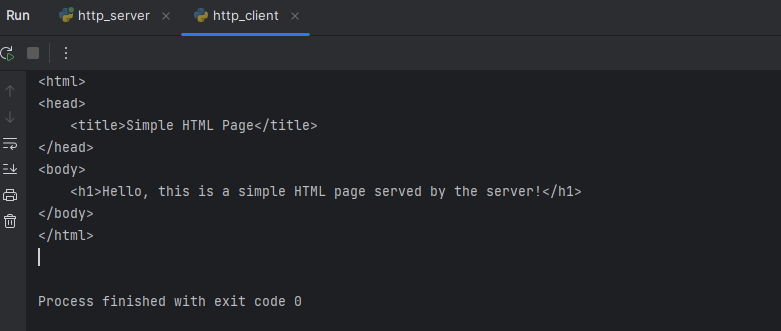 Run http_server http_client
<html>
<head>
    <title>Simple HTML Page</title>
</head>
<body>
    <h1>Hello, this is a simple HTML page served by the server!</h1>
</body>
</html>
Process finished with exit code 0